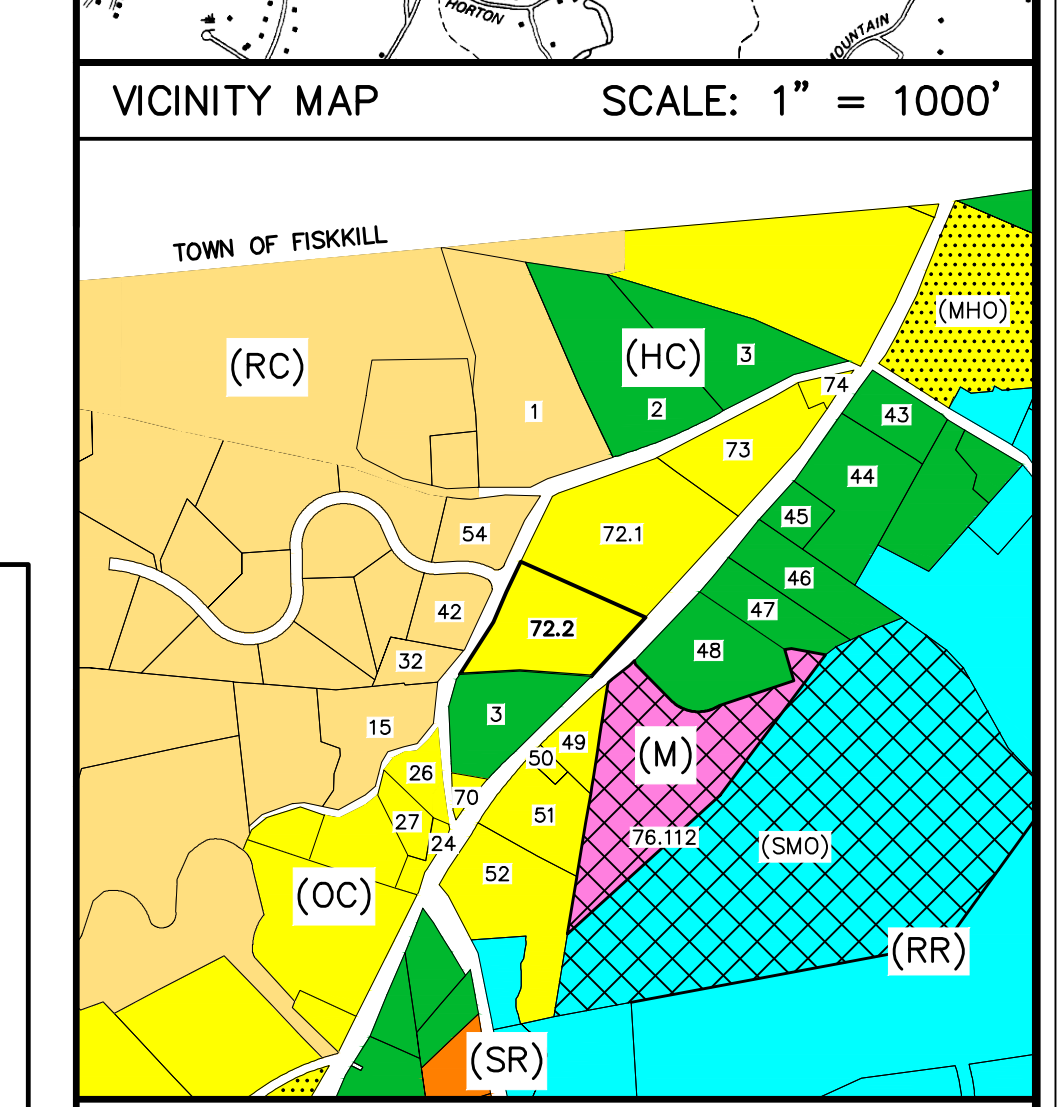 HORTON
MOUNTAIN
VICINITY MAP
SCALE: 1" = 1000'
TOWN OF FISKKILL
(MHO)
(RC)
(HC)
3
74
1
2
43
73
44
54
72.1
45
46
42
72.2
47
32
48
15
3
49
(M)
50
26
70
51
27
76.112
24
(SMO)
52
(OC)
(RR)
(SR)